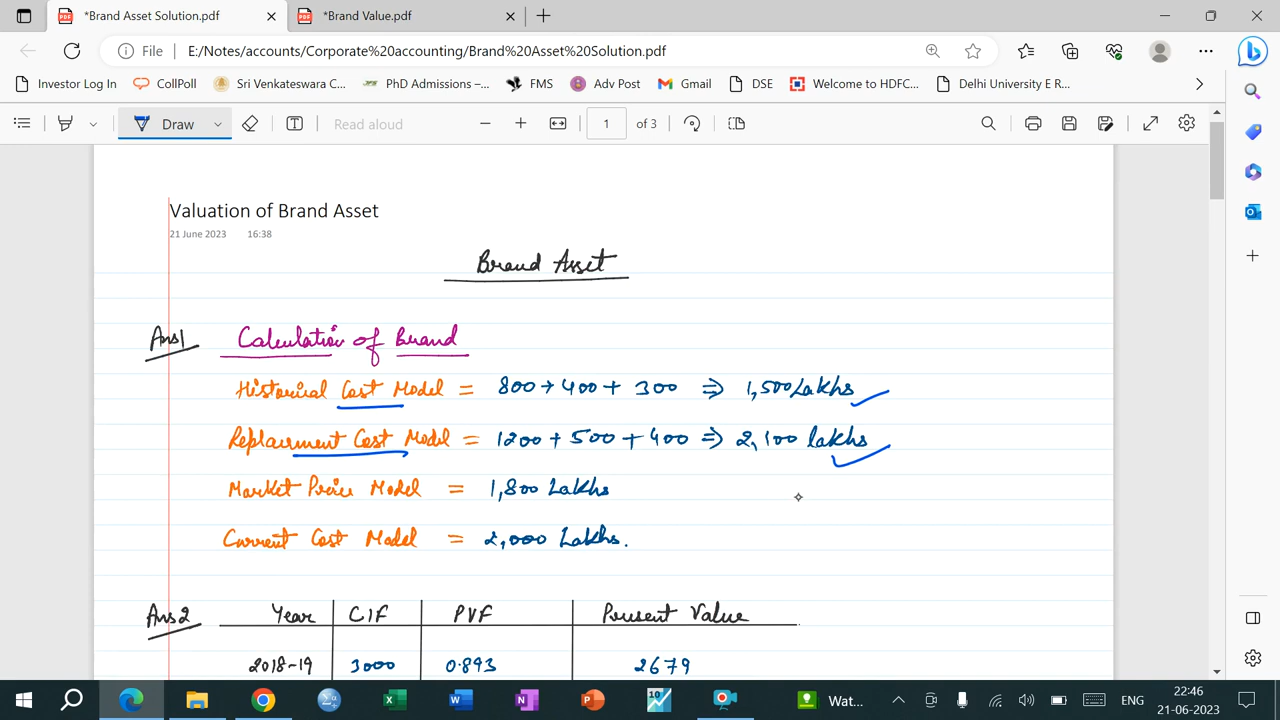 *Brand Asset Solution.pdf
*Brand Value.pdf
File E:/Notes/accounts/Corporate%20accounting/Brand%20Asset%20Solution.pdf
Investor Log In CollPoll Sri Venkateswara C... PhD Admissions –... FMS Adv Post Gmail DSE Welcome to HDFC... Delhi University E R...
Draw Read aloud 1 of 3
Valuation of Brand Asset
21 June 2023 16:38
Brand Asset
Ans1 Calculation of Brand
Historical Cost Model = 800 + 400 + 300 ⇒ 1,500 Lakhs
Replacement Cost Model = 1200 + 500 + 400 ⇒ 2,100 lakhs
Market Price Model = 1,800 Lakhs
Current Cost Model = 2,000 Lakhs.
Ans2 Year CIF PVF Present Value
2018-19 3000 0.893 2679
Wat... ENG 22:46
21-06-2023